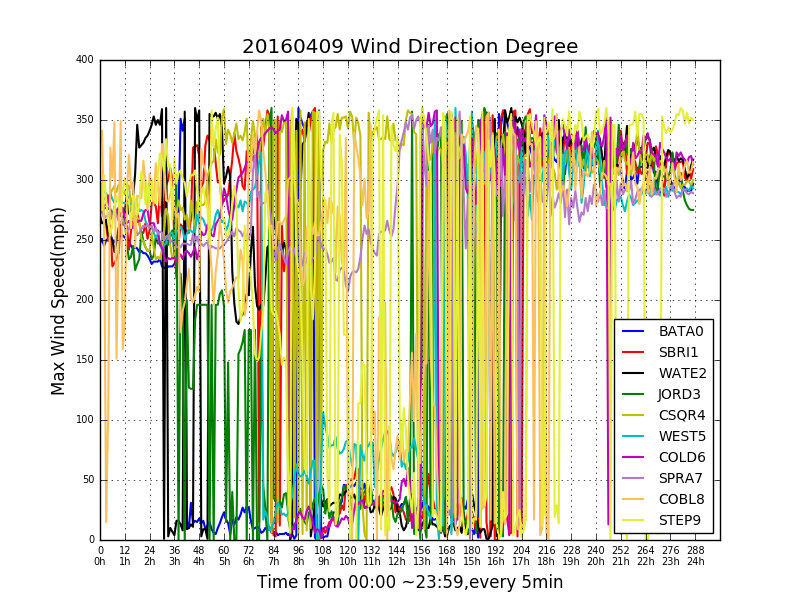 20160409 Wind Direction Degree
400
350
300
250
200
150
100
50
0
Max Wind Speed(mph)
BATA0
SBRI1
WATE2
JORD3
CSQR4
WEST5
COLD6
SPRA7
COBL8
STEP9
0 12 24 36 48 60 72 84 96 108 120 132 144 156 168 180 192 204 216 228 240 252 264 276 288
0h 1h 2h 3h 4h 5h 6h 7h 8h 9h 10h 11h 12h 13h 14h 15h 16h 17h 18h 19h 20h 21h 22h 23h 24h
Time from 00:00 ~23:59,every 5min